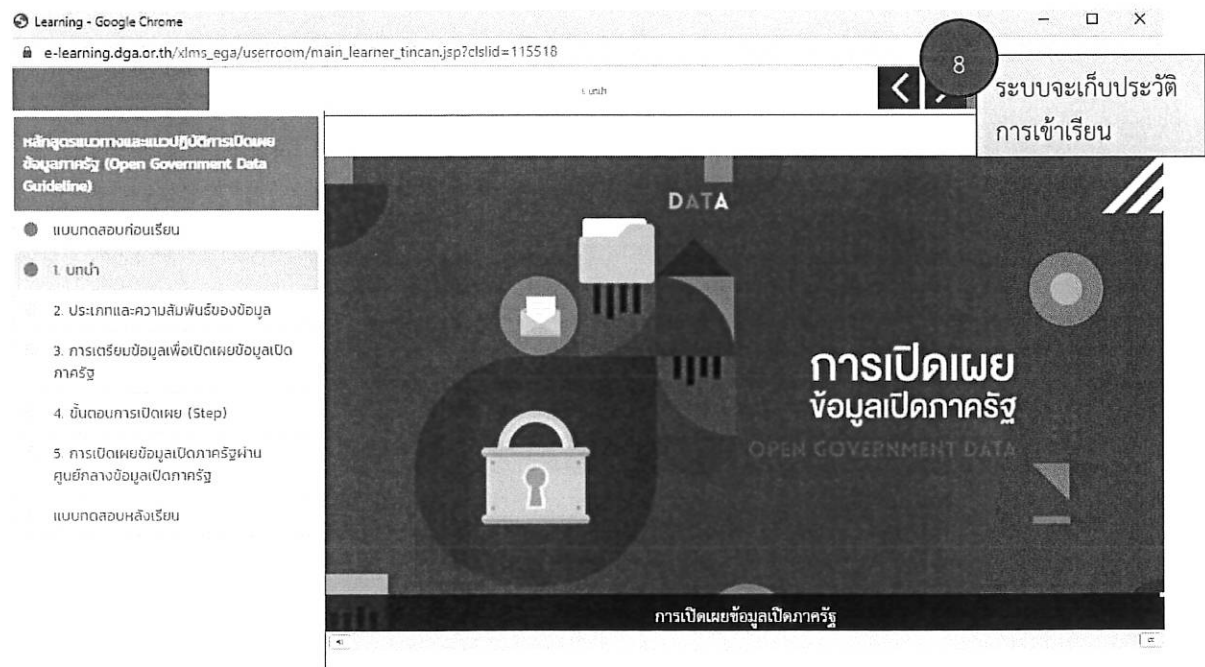 Learning - Google Chrome
e-learning.dga.or.th/xlms_ega/userroom/main_learner_tincan.jsp?clslid=115518
1. บทนำ
8
ระบบจะเก็บประวัติ
การเข้าเรียน
หลักสูตรแนวทางและแนวปฏิบัติการเปิดเผย
ข้อมูลภาครัฐ (Open Government Data
Guideline)
แบบทดสอบก่อนเรียน
1. บทนำ
2. ประเภทและความสัมพันธ์ของข้อมูล
3. การเตรียมข้อมูลเพื่อเปิดเผยข้อมูลเปิด
ภาครัฐ
4. ขั้นตอนการเปิดเผย (Step)
5. การเปิดเผยข้อมูลเปิดภาครัฐผ่าน
ศูนย์กลางข้อมูลเปิดภาครัฐ
แบบทดสอบหลังเรียน
DATA
การเปิดเผย
ข้อมูลเปิดภาครัฐ
OPEN GOVERNMENT DATA
การเปิดเผยข้อมูลเปิดภาครัฐ